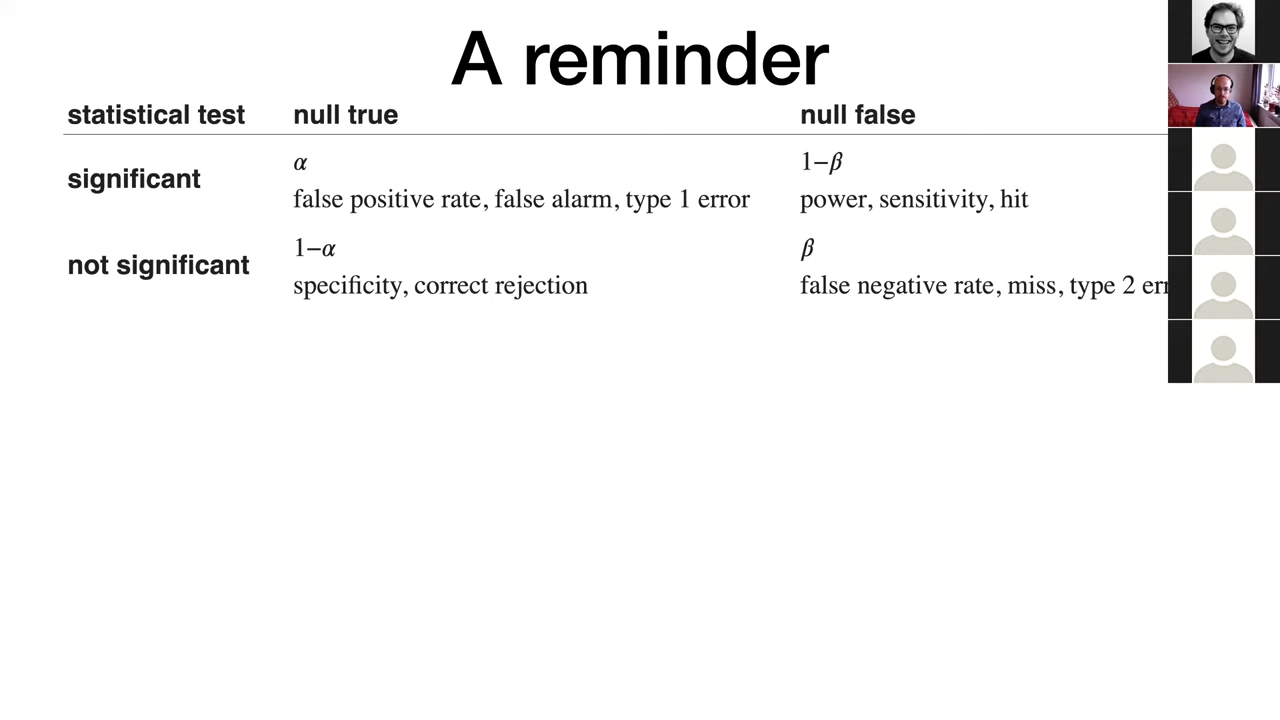 A reminder
statistical test null true null false
significant
α 1−β
false positive rate, false alarm, type 1 error power, sensitivity, hit
not significant
1−α β
specificity, correct rejection false negative rate, miss, type 2 err